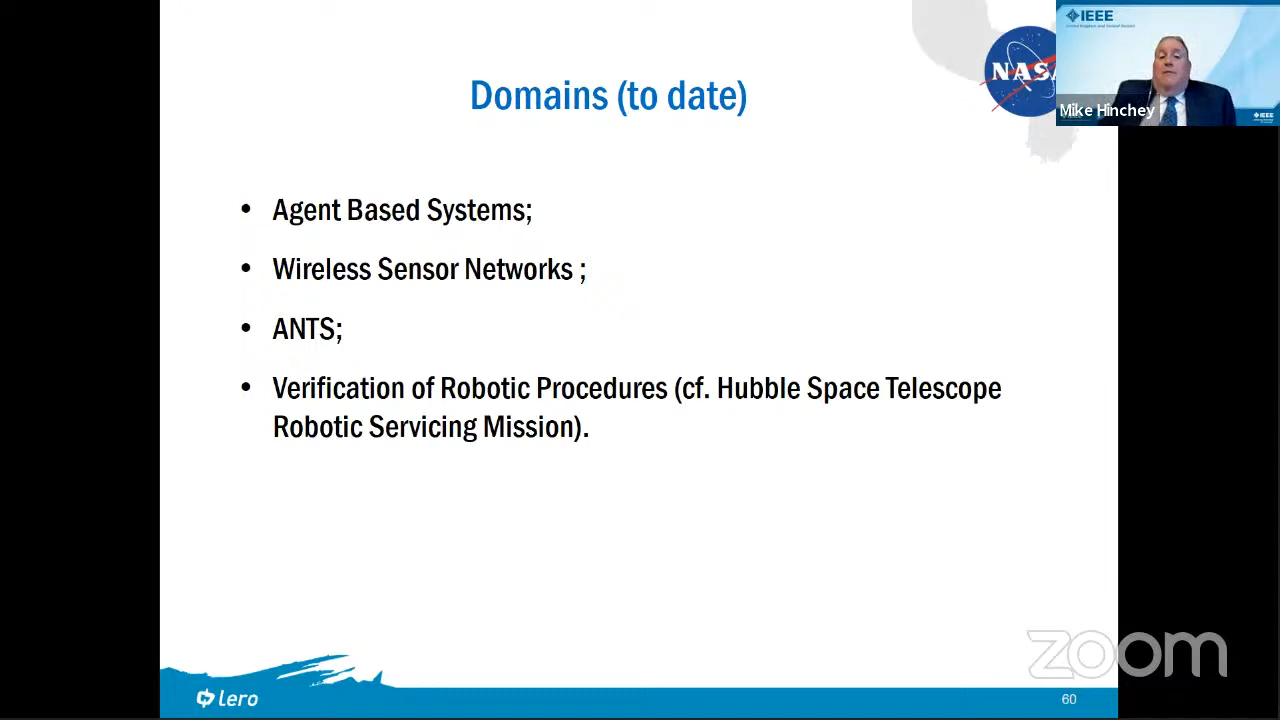 IEEE
NASA
Domains (to date)
Mike Hinchey
IEEE
• Agent Based Systems;
• Wireless Sensor Networks ;
• ANTS;
• Verification of Robotic Procedures (cf. Hubble Space Telescope
Robotic Servicing Mission).
zoom
lero
60